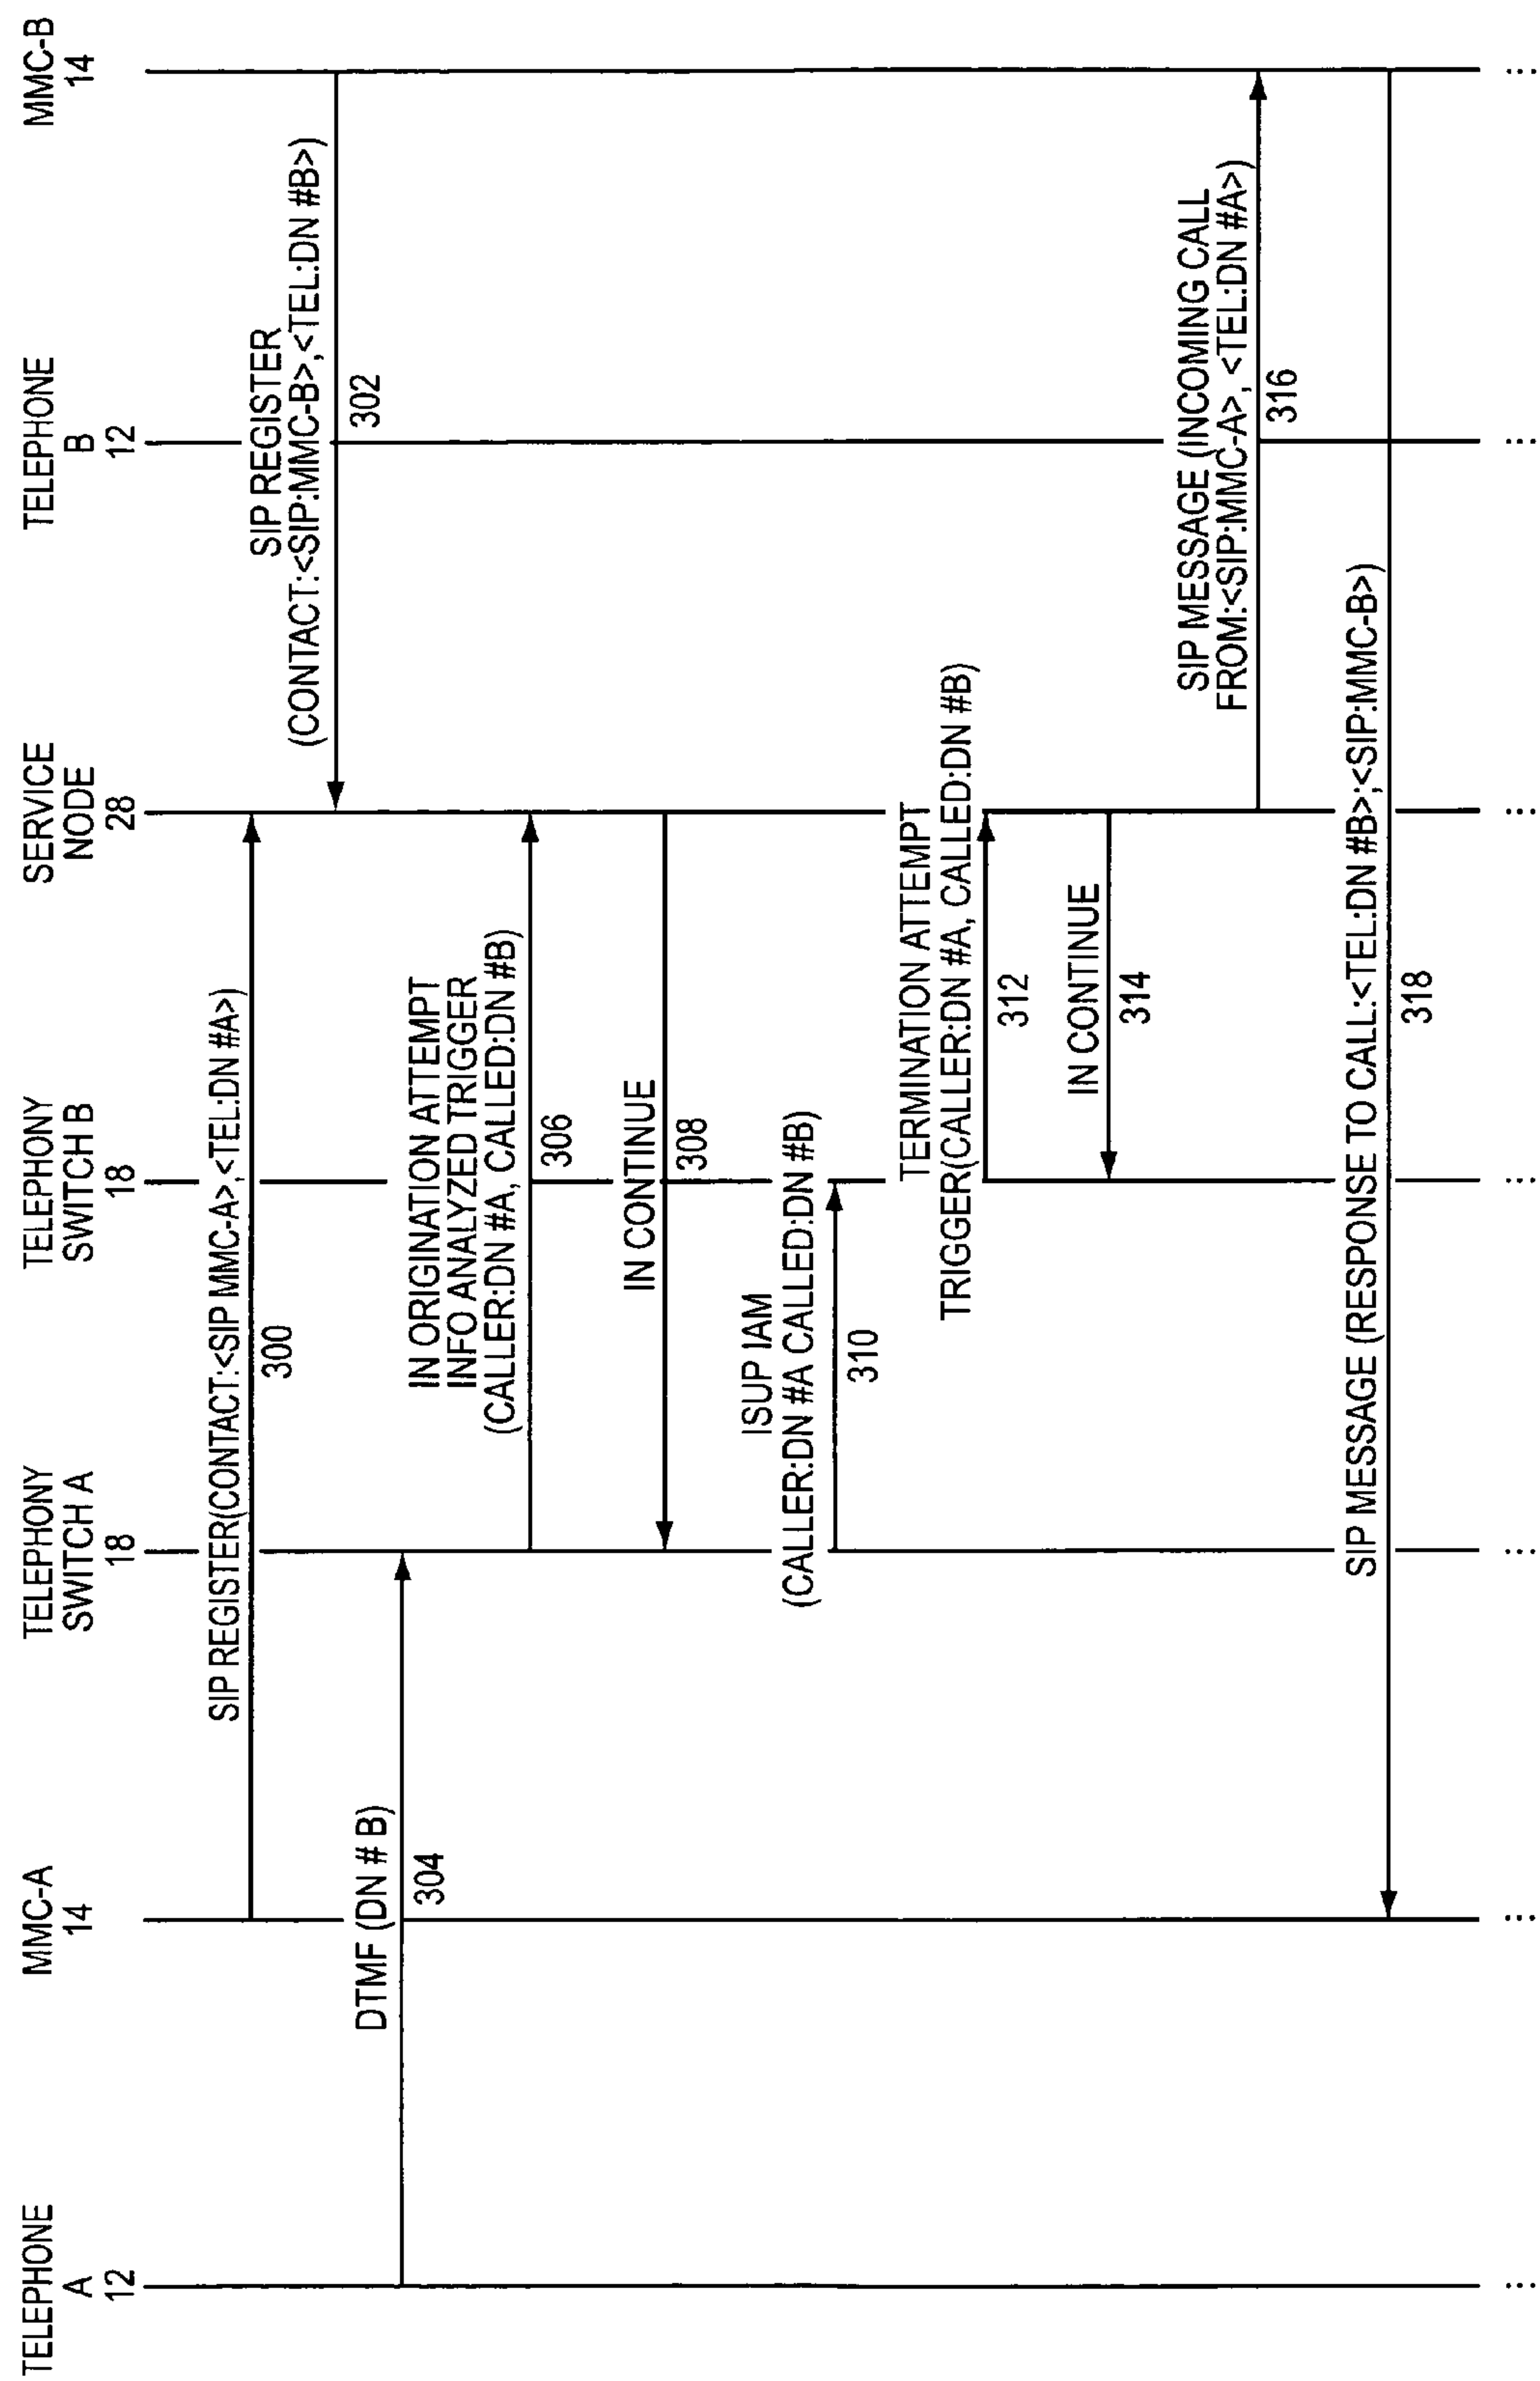 TELEPHONE
A
12
MMC-A
14
TELEPHONY
SWITCH A
18
TELEPHONY
SWITCH B
18
SERVICE
NODE
28
TELEPHONE
B
12
MMC-B
14
SIP REGISTER(CONTACT:<SIP MMC-A>,<TEL:DN #A>)
300
SIP REGISTER
(CONTACT:<SIP:MMC-B>,<TEL:DN #B>)
302
DTMF (DN # B)
304
IN ORIGINATION ATTEMPT
INFO ANALYZED TRIGGER
(CALLER:DN #A, CALLED:DN #B)
306
IN CONTINUE
308
ISUP IAM
(CALLER:DN #A CALLED:DN #B)
310
TERMINATION ATTEMPT
TRIGGER(CALLER:DN #A, CALLED:DN #B)
312
IN CONTINUE
314
SIP MESSAGE (INCOMING CALL
FROM:<SIP:MMC-A>, <TEL:DN #A>)
316
SIP MESSAGE (RESPONSE TO CALL:<TEL:DN #B>;<SIP:MMC-B>)
318